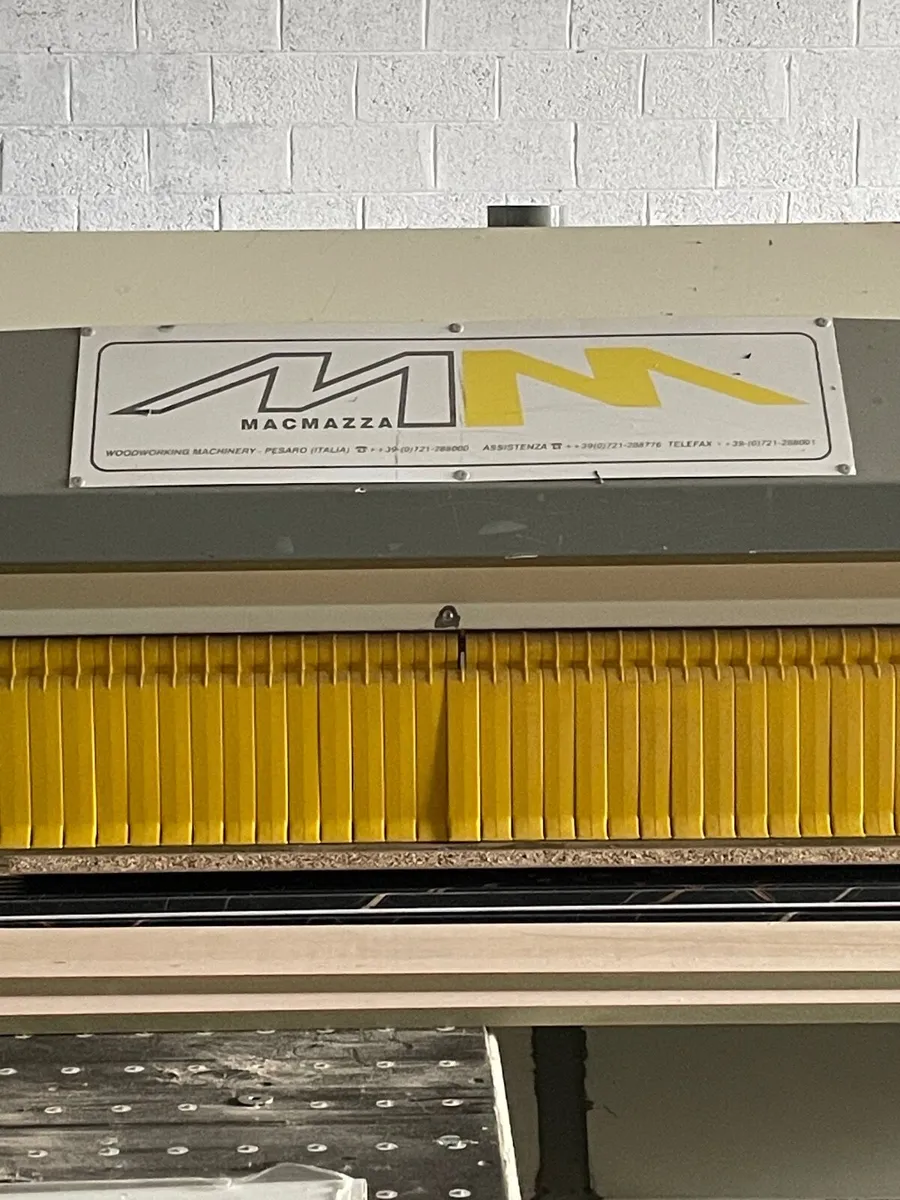 MACMAZZA
WOODWORKING MACHINERY - PESARO (ITALIA) ☎ ++39-(0)721-288000 ASSISTENZA ☎ ++39(0)721-288776 TELEFAX ++39-(0)721-288001